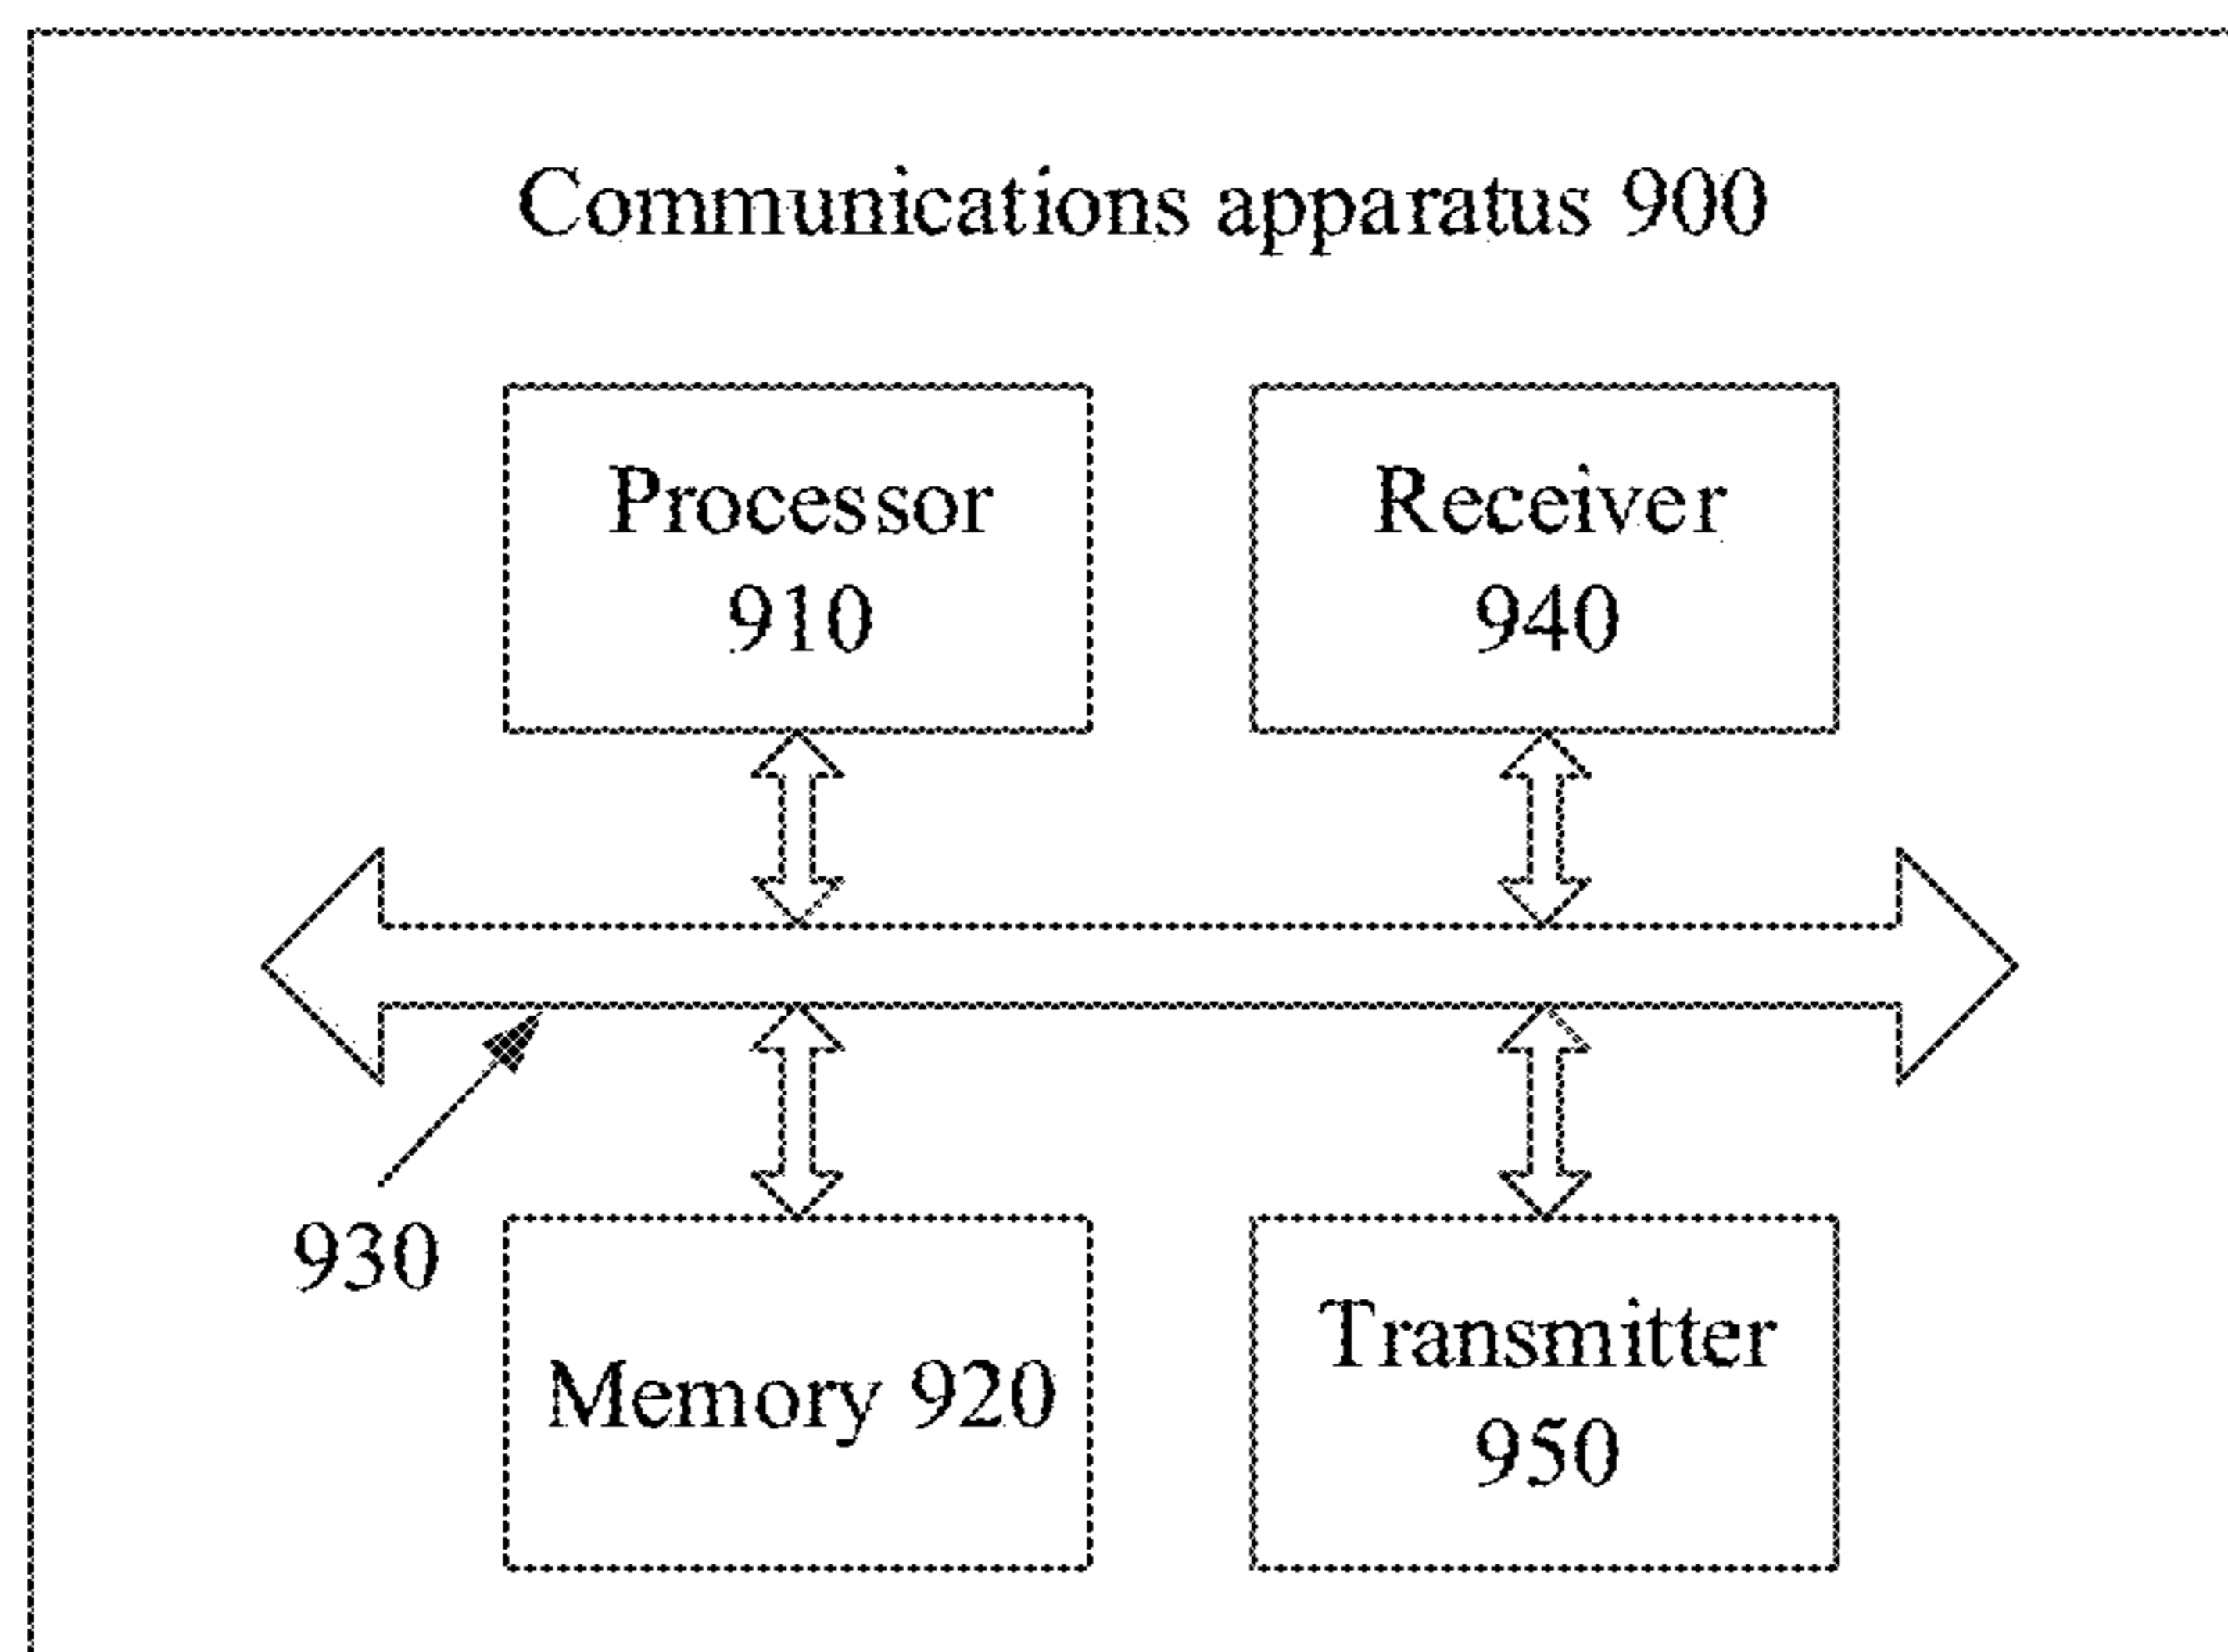 Communications apparatus 900
Processor
910
Receiver
940
930
Memory 920
Transmitter
950